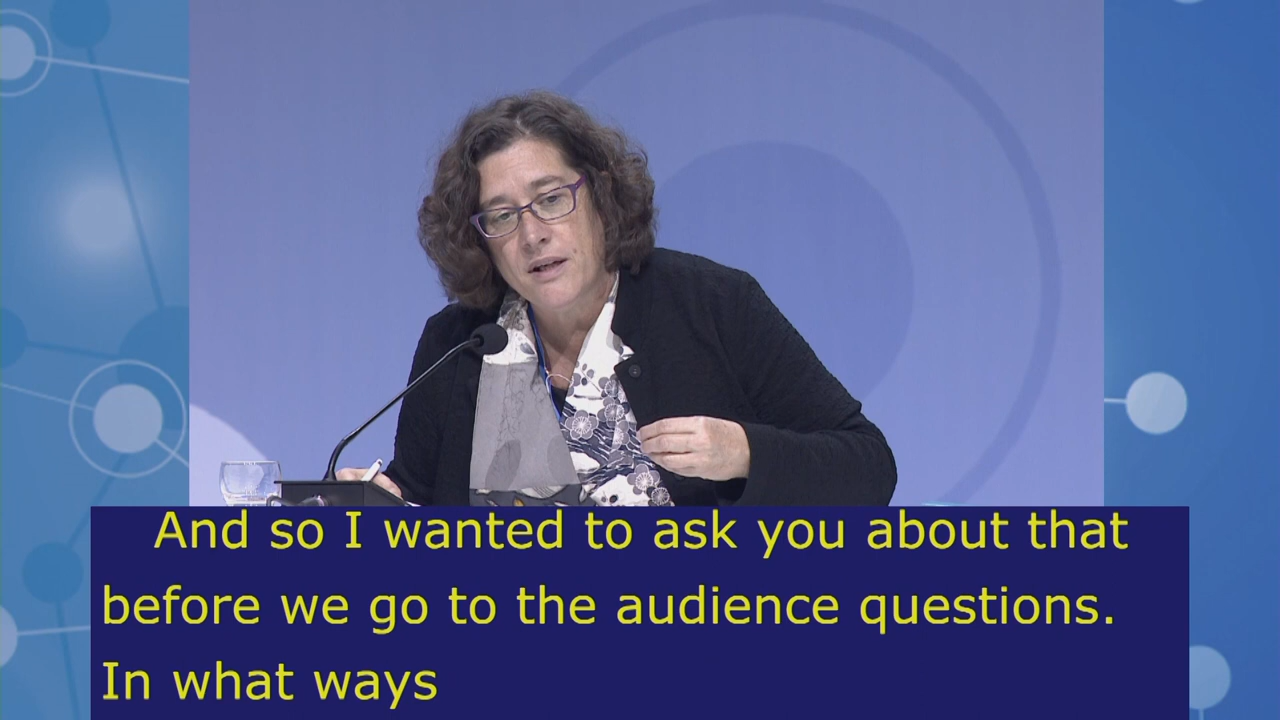 And so I wanted to ask you about that
before we go to the audience questions.
In what ways